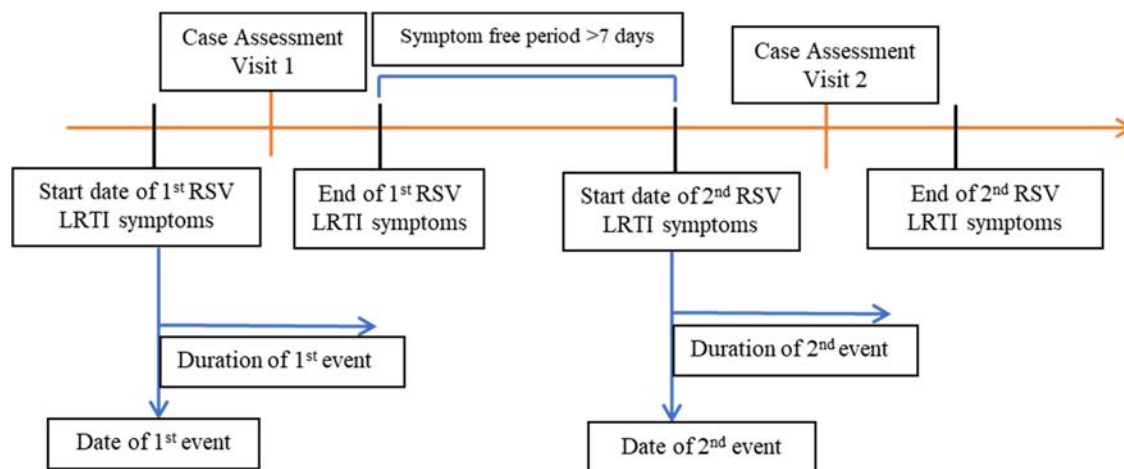 Case Assessment
Visit 1
Symptom free period >7 days
Case Assessment
Visit 2
Start date of 1st RSV
LRTI symptoms
End of 1st RSV
LRTI symptoms
Start date of 2nd RSV
LRTI symptoms
End of 2nd RSV
LRTI symptoms
Duration of 1st event
Duration of 2nd event
Date of 1st event
Date of 2nd event